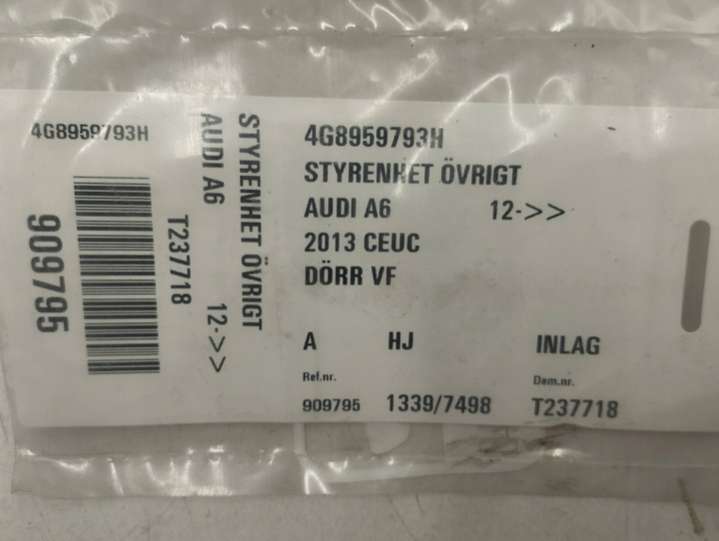 4G8959793H
909795
T237718
AUDI A6 12->>
STYRENHET ÖVRIGT
4G8959793H
STYRENHET ÖVRIGT
AUDI A6 12->>
2013 CEUC
DÖRR VF
A HJ INLAG
Ref.nr. Dem.nr.
909795 1339/7498 T237718